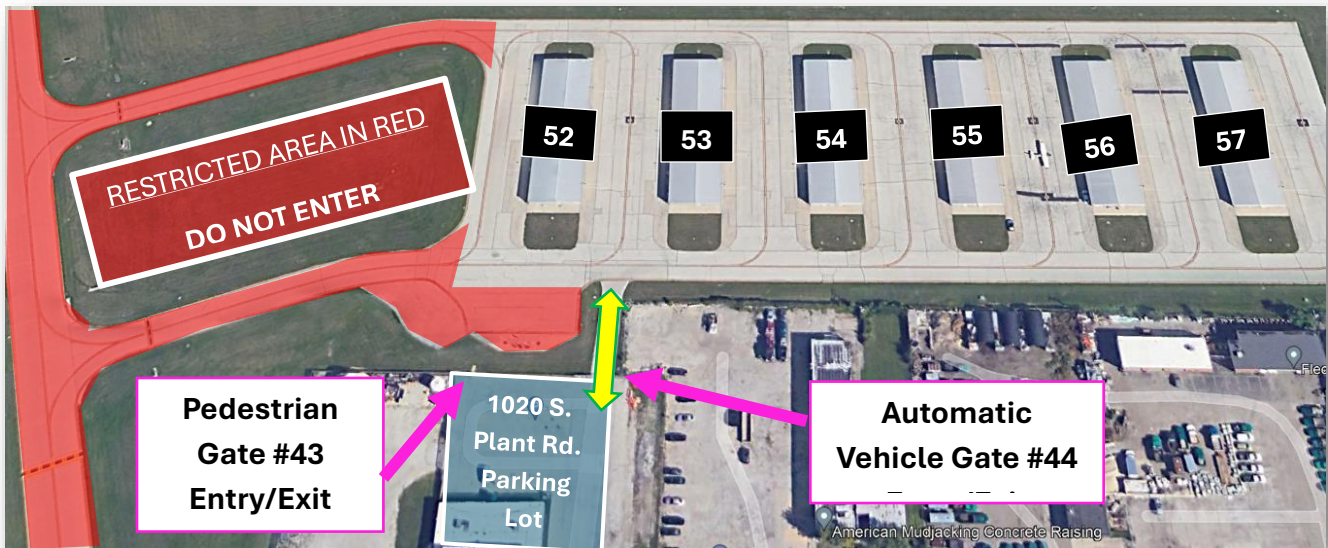 52
53
54
55
56
57
RESTRICTED AREA IN RED
DO NOT ENTER
Pedestrian
Gate #43
Entry/Exit
1020 S.
Plant Rd.
Parking
Lot
Automatic
Vehicle Gate #44
American Mudjacking Concrete Raising